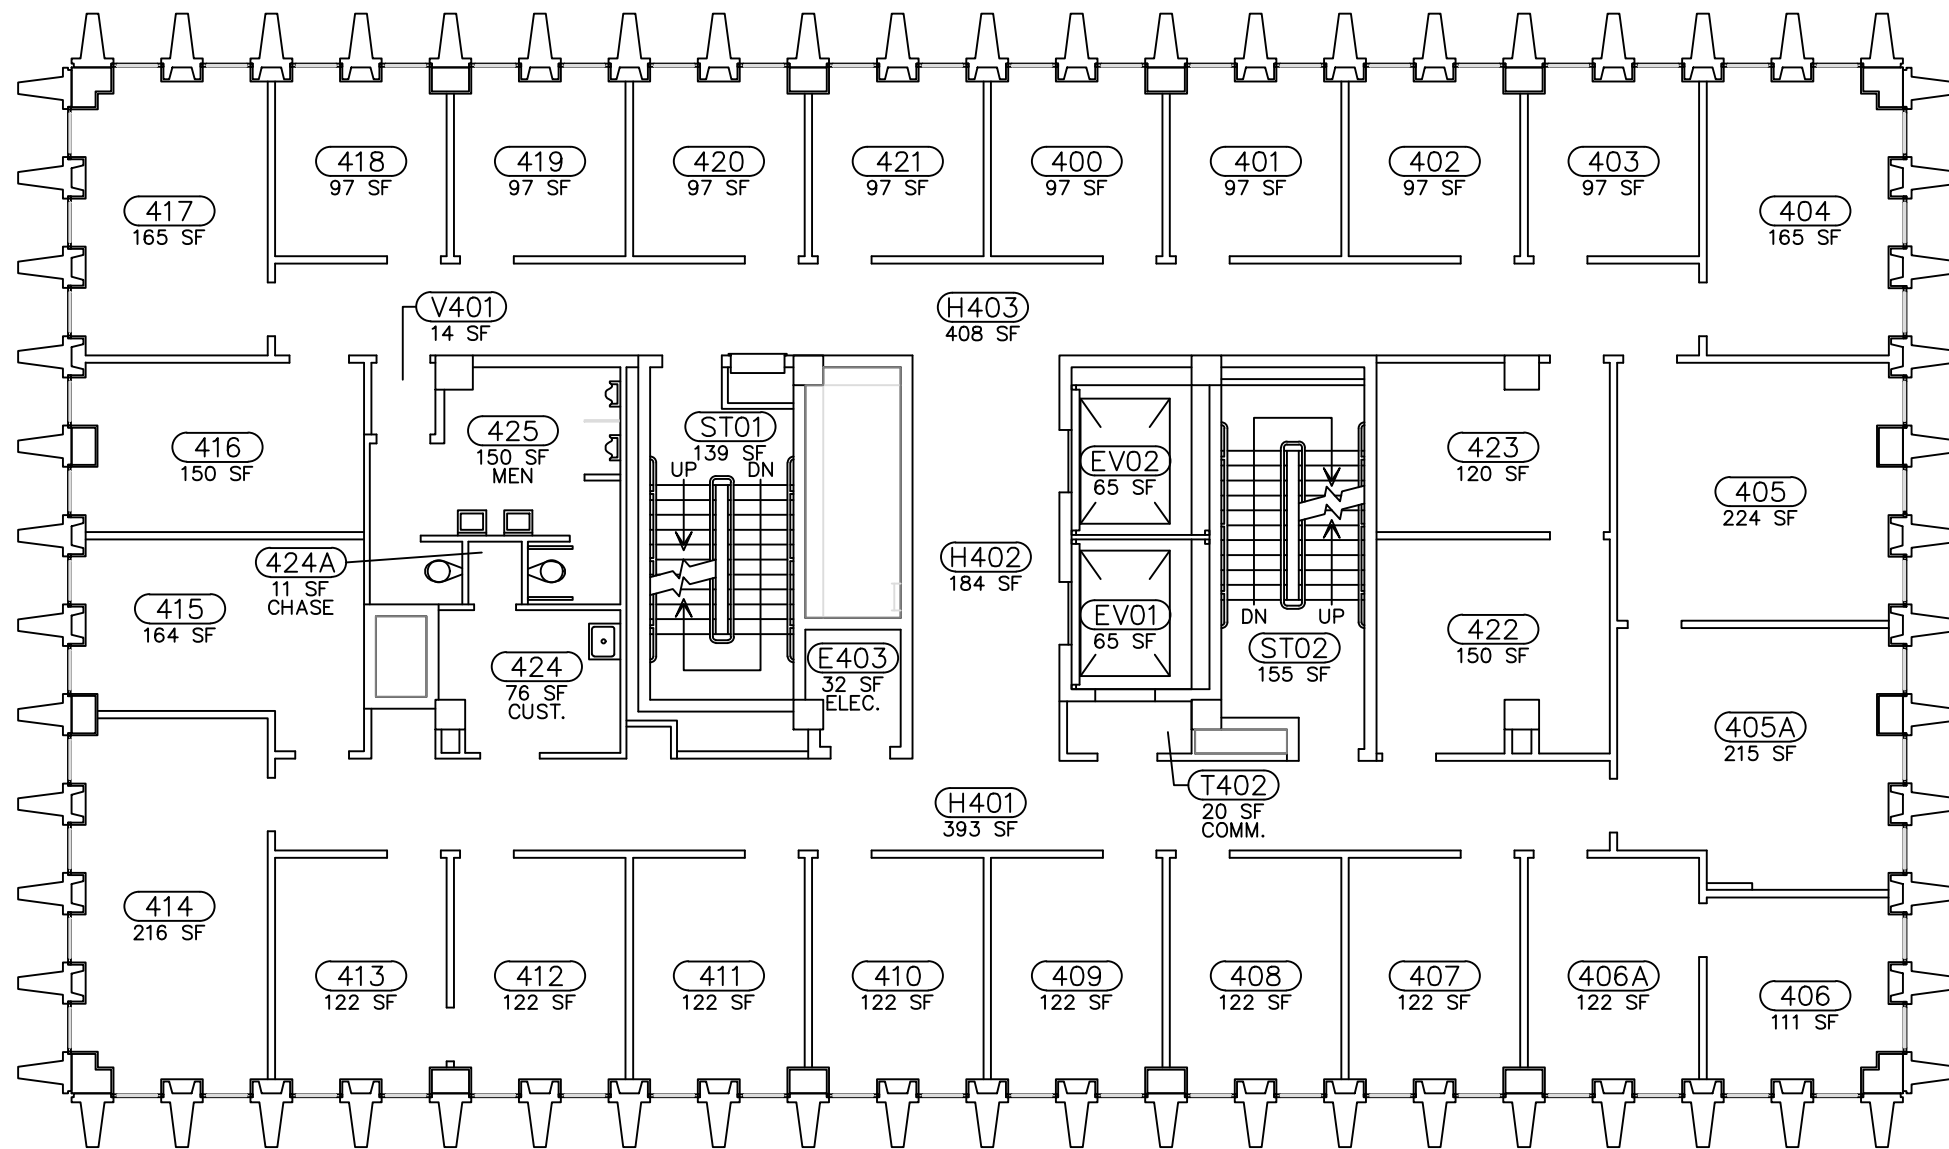 418
97 SF
419
97 SF
420
97 SF
421
97 SF
400
97 SF
401
97 SF
402
97 SF
403
97 SF
417
165 SF
404
165 SF
V401
14 SF
H403
408 SF
416
150 SF
425
150 SF
MEN
ST01
139 SF
UP
DN
EV02
65 SF
423
120 SF
405
224 SF
424A
11 SF
CHASE
H402
184 SF
415
164 SF
EV01
65 SF
DN
UP
ST02
155 SF
422
150 SF
424
76 SF
CUST.
E403
32 SF
ELEC.
405A
215 SF
H401
393 SF
T402
20 SF
COMM.
414
216 SF
413
122 SF
412
122 SF
411
122 SF
410
122 SF
409
122 SF
408
122 SF
407
122 SF
406A
122 SF
406
111 SF